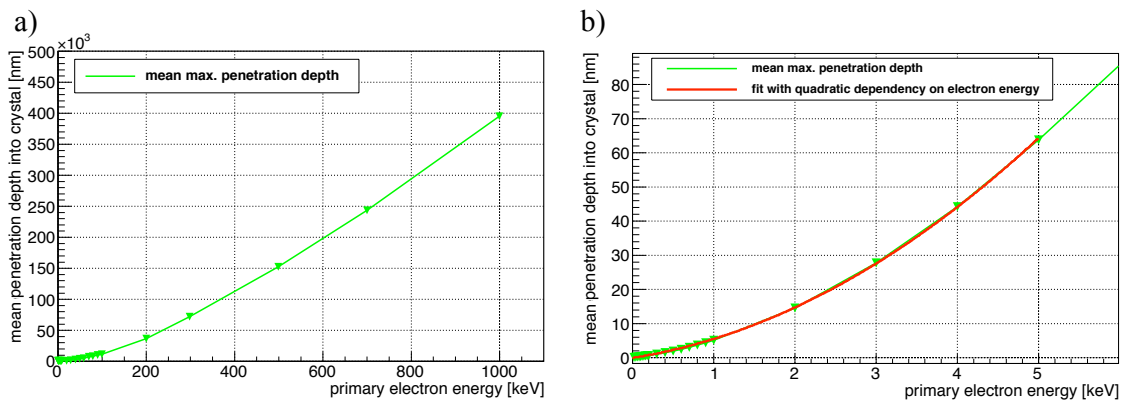 a)
×10³
mean penetration depth into crystal [nm]
500
450
400
350
300
250
200
150
100
50
0
mean max. penetration depth
0 200 400 600 800 1000
primary electron energy [keV]
b)
mean penetration depth into crystal [nm]
80
70
60
50
40
30
20
10
0
mean max. penetration depth
fit with quadratic dependency on electron energy
0 1 2 3 4 5
primary electron energy [keV]